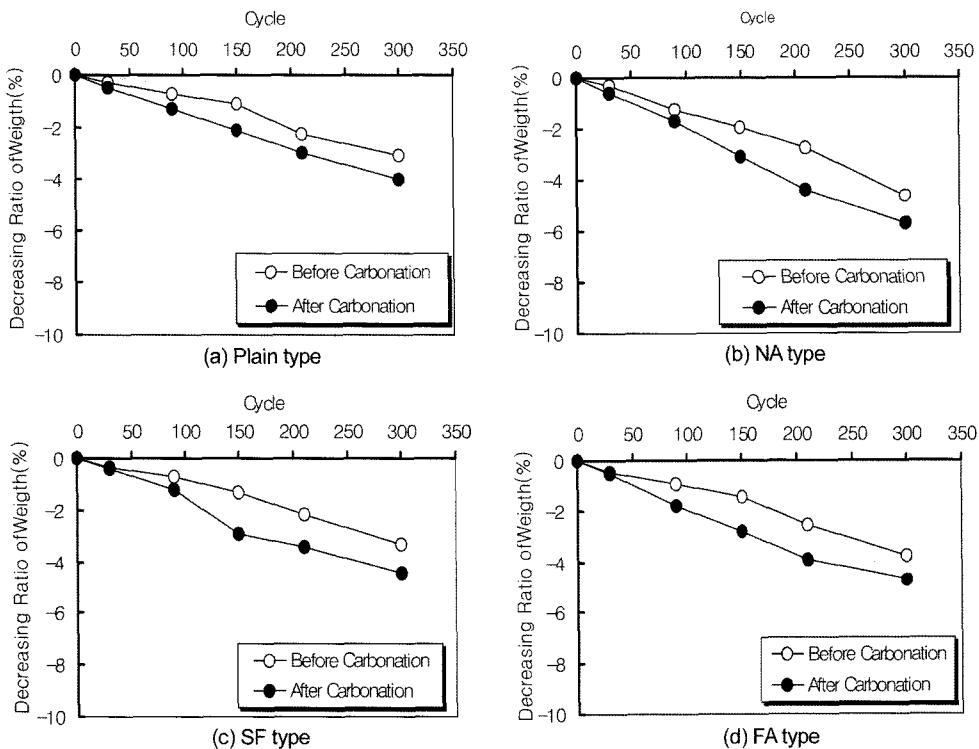 Cycle
0 50 100 150 200 250 300 350
0
-2
-4
-6
-8
-10
Decreasing Ratio of Weigth(%)
Before Carbonation
After Carbonation
(a) Plain type
Cycle
0 50 100 150 200 250 300 350
0
-2
-4
-6
-8
-10
Decreasing Ratio of Weigth(%)
Before Carbonation
After Carbonation
(b) NA type
Cycle
0 50 100 150 200 250 300 350
0
-2
-4
-6
-8
-10
Decreasing Ratio of Weigth(%)
Before Carbonation
After Carbonation
(c) SF type
Cycle
0 50 100 150 200 250 300 350
0
-2
-4
-6
-8
-10
Decreasing Ratio of Weigth(%)
Before Carbonation
After Carbonation
(d) FA type